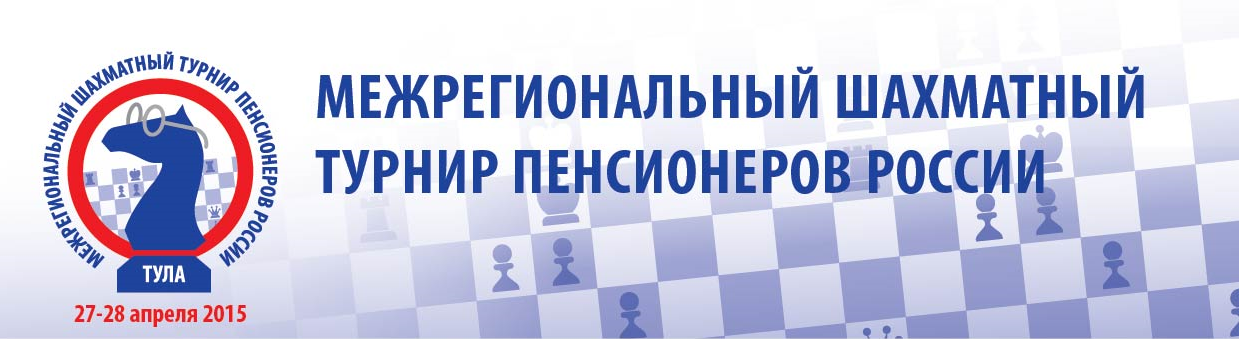 МЕЖРЕГИОНАЛЬНЫЙ ШАХМАТНЫЙ ТУРНИР ПЕНСИОНЕРОВ РОССИИ
ТУЛА
27-28 апреля 2015
МЕЖРЕГИОНАЛЬНЫЙ ШАХМАТНЫЙ
ТУРНИР ПЕНСИОНЕРОВ РОССИИ